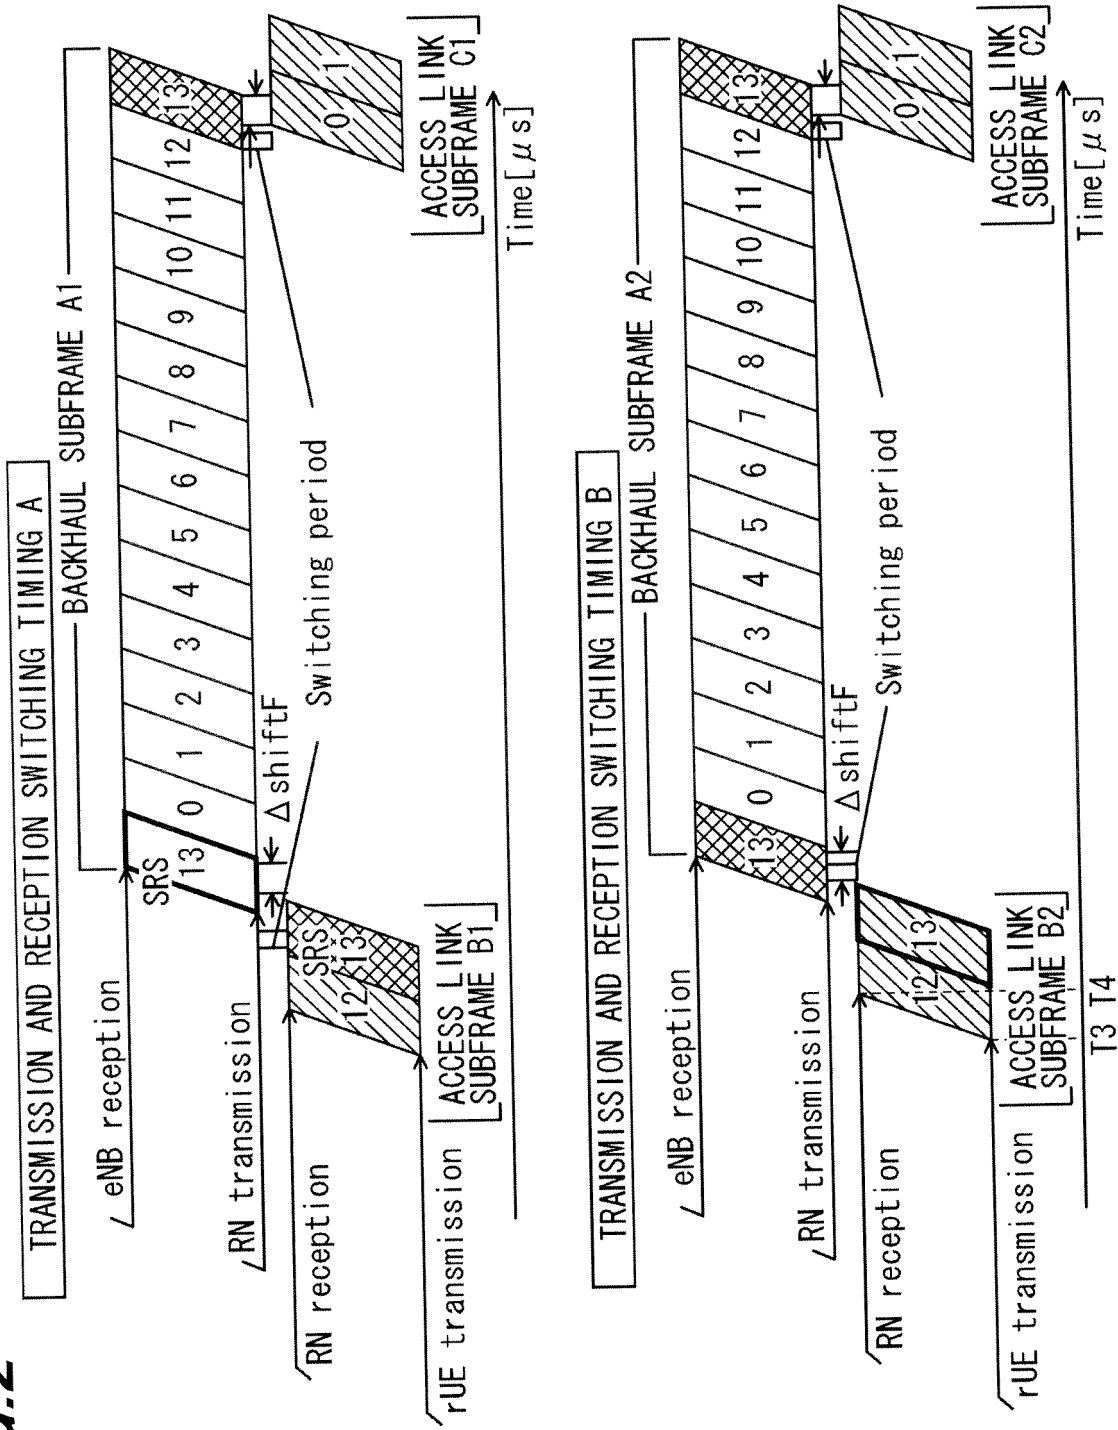 TRANSMISSION AND RECEPTION SWITCHING TIMING A
BACKHAUL SUBFRAME A1
eNB reception
SRS
13
0
1
2
3
4
5
6
7
8
9
10
11
12
13
RN transmission
ΔshiftF
Switching period
RN reception
12
SRS
13
0
1
rUE transmission
ACCESS LINK
SUBFRAME B1
ACCESS LINK
SUBFRAME C1
Time[μs]
TRANSMISSION AND RECEPTION SWITCHING TIMING B
BACKHAUL SUBFRAME A2
eNB reception
13
0
1
2
3
4
5
6
7
8
9
10
11
12
13
RN transmission
ΔshiftF
Switching period
RN reception
12
13
0
1
rUE transmission
ACCESS LINK
SUBFRAME B2
ACCESS LINK
SUBFRAME C2
T3 T4
Time[μs]